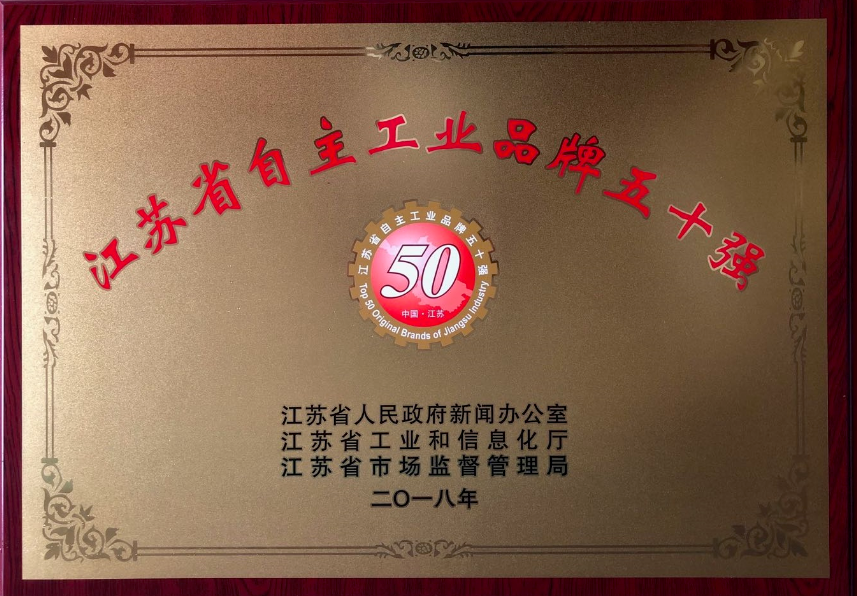 江苏省自主工业品牌五十强
江苏省自主工业品牌五十强
50
中国·江苏
Top 50 Original Brands of Jiangsu Industry
江苏省人民政府新闻办公室
江苏省工业和信息化厅
江苏省市场监督管理局
二〇一八年